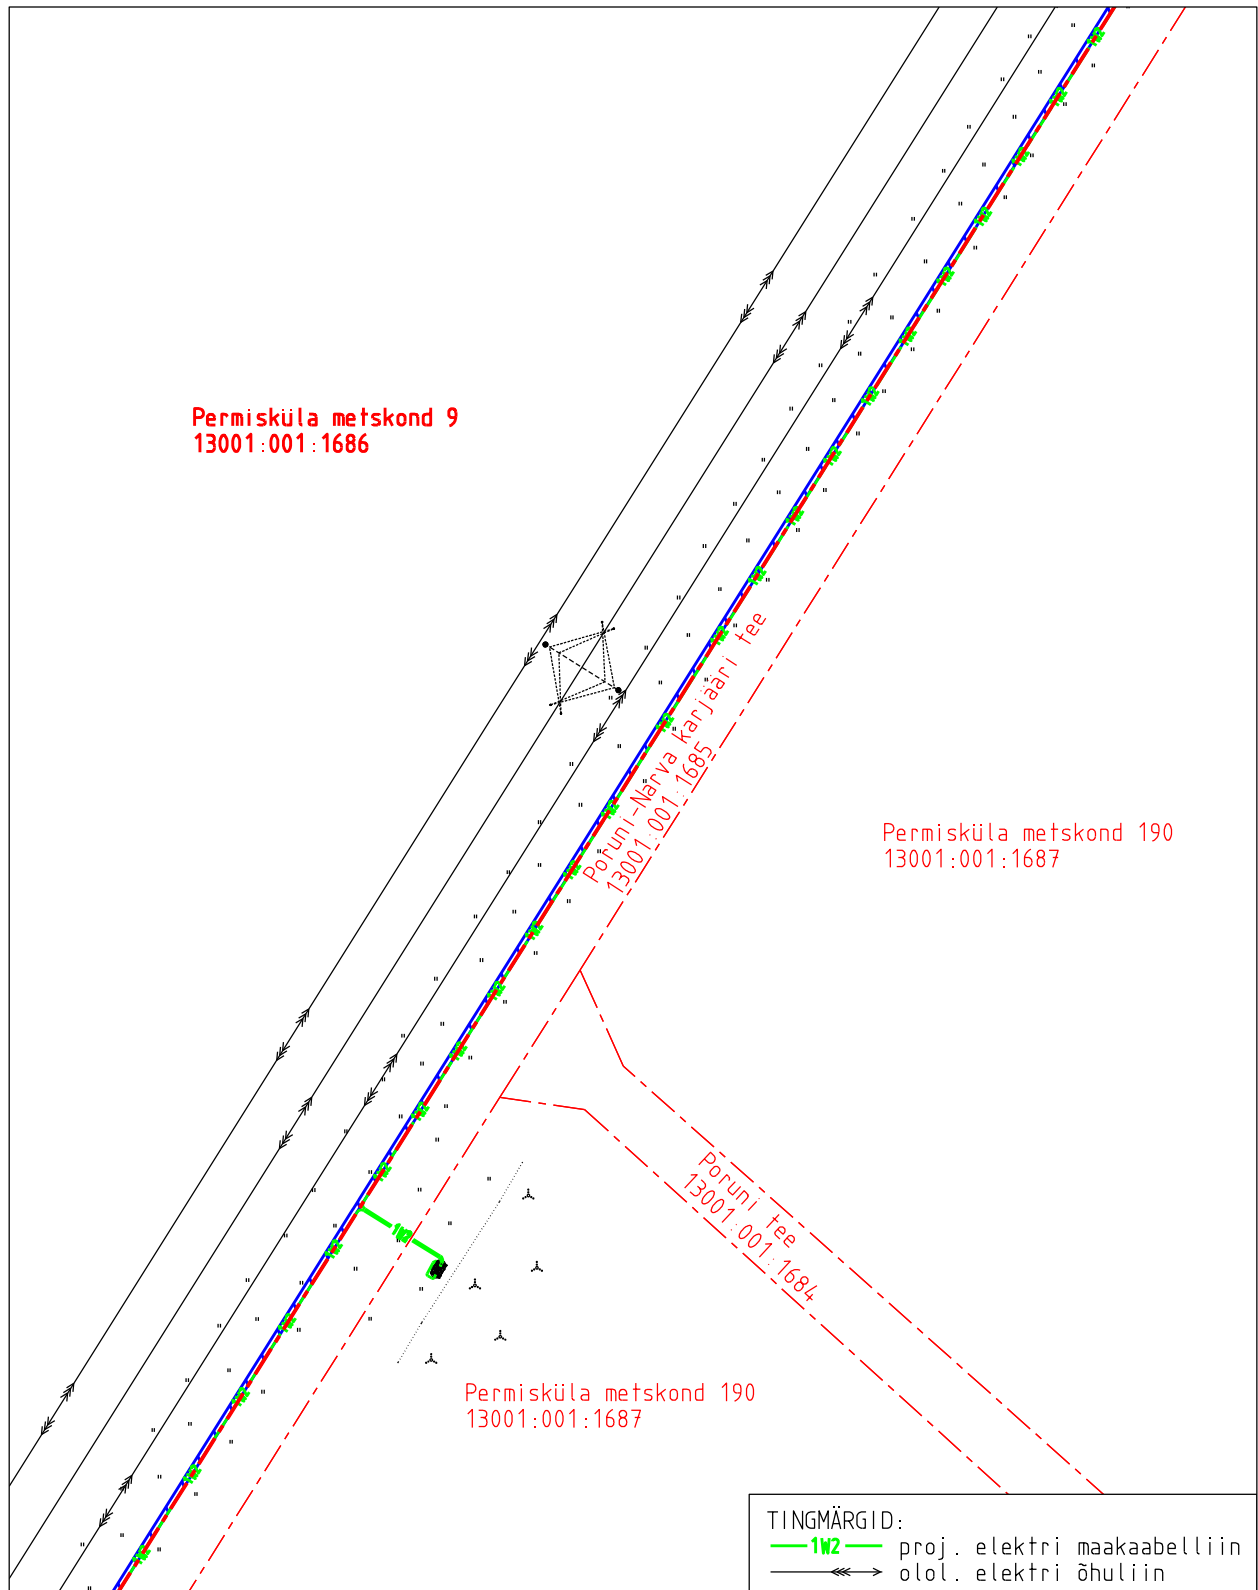 Permisküla metskond 9
13001:001:1686
Poruni-Narva karjääri tee
13001:001:1685
Permisküla metskond 190
13001:001:1687
Poruni tee
13001:001:1684
1W2
Permisküla metskond 190
13001:001:1687
TINGMÄRGID:
1W2 proj. elektri maakaabelliin
olol. elektri õhuliin